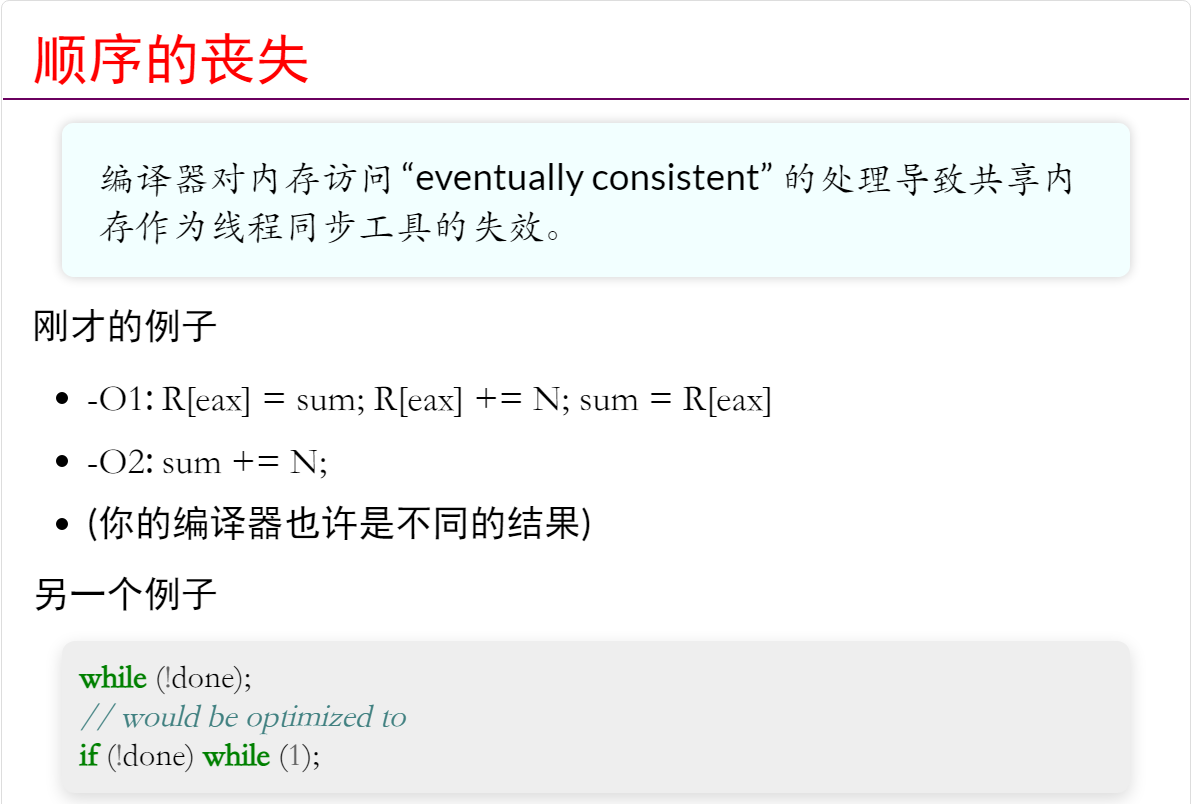 顺序的丧失
编译器对内存访问 “eventually consistent” 的处理导致共享内
存作为线程同步工具的失效。
刚才的例子
• -O1: R[eax] = sum; R[eax] += N; sum = R[eax]
• -O2: sum += N;
• (你的编译器也许是不同的结果)
另一个例子
while (!done);
// would be optimized to
if (!done) while (1);